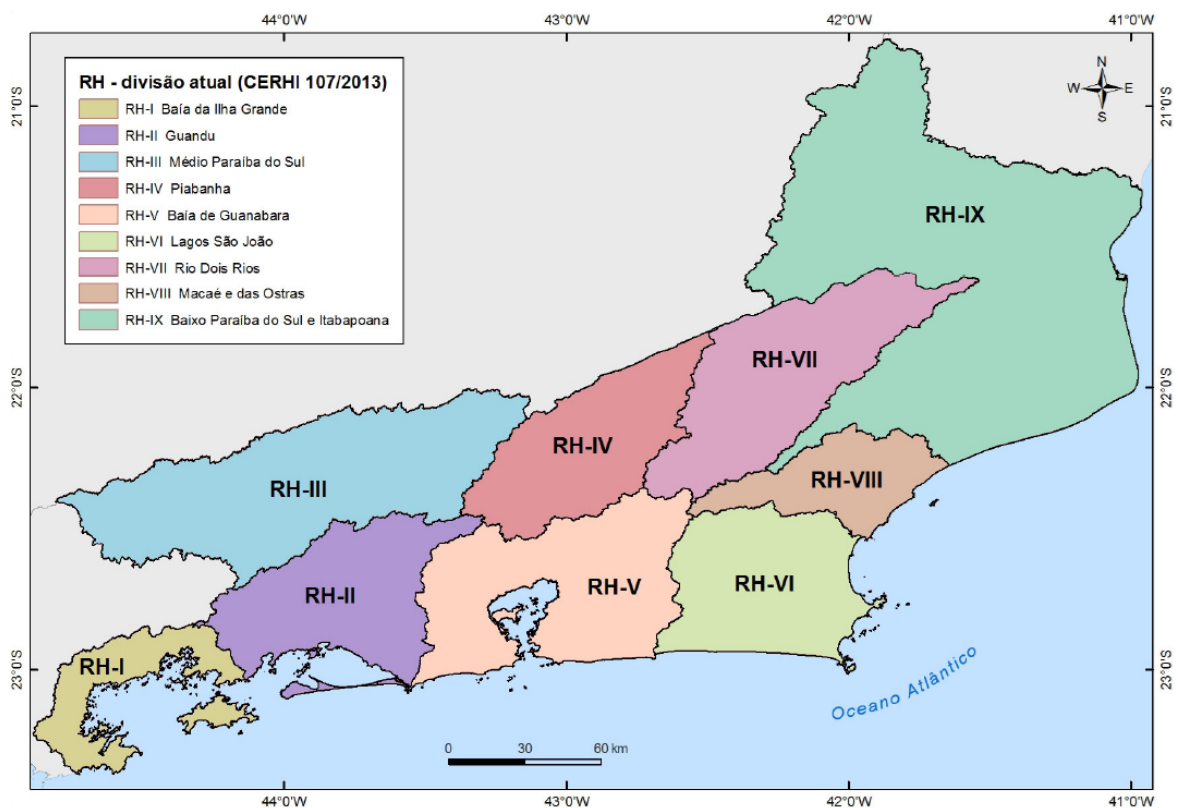 44°0'W 43°0'W 42°0'W 41°0'W
RH - divisão atual (CERHI 107/2013)
RH-I Baía da Ilha Grande
RH-II Guandu
RH-III Médio Paraíba do Sul
RH-IV Piabanha
RH-V Baía de Guanabara
RH-VI Lagos São João
RH-VII Rio Dois Rios
RH-VIII Macaé e das Ostras
RH-IX Baixo Paraíba do Sul e Itabapoana
N
W E
S
21°0'S 21°0'S
RH-IX
RH-VII
22°0'S 22°0'S
RH-IV
RH-VIII
RH-III
RH-VI
RH-V
RH-II
RH-I
23°0'S 23°0'S
Oceano Atlântico
0 30 60 km
44°0'W 43°0'W 42°0'W 41°0'W